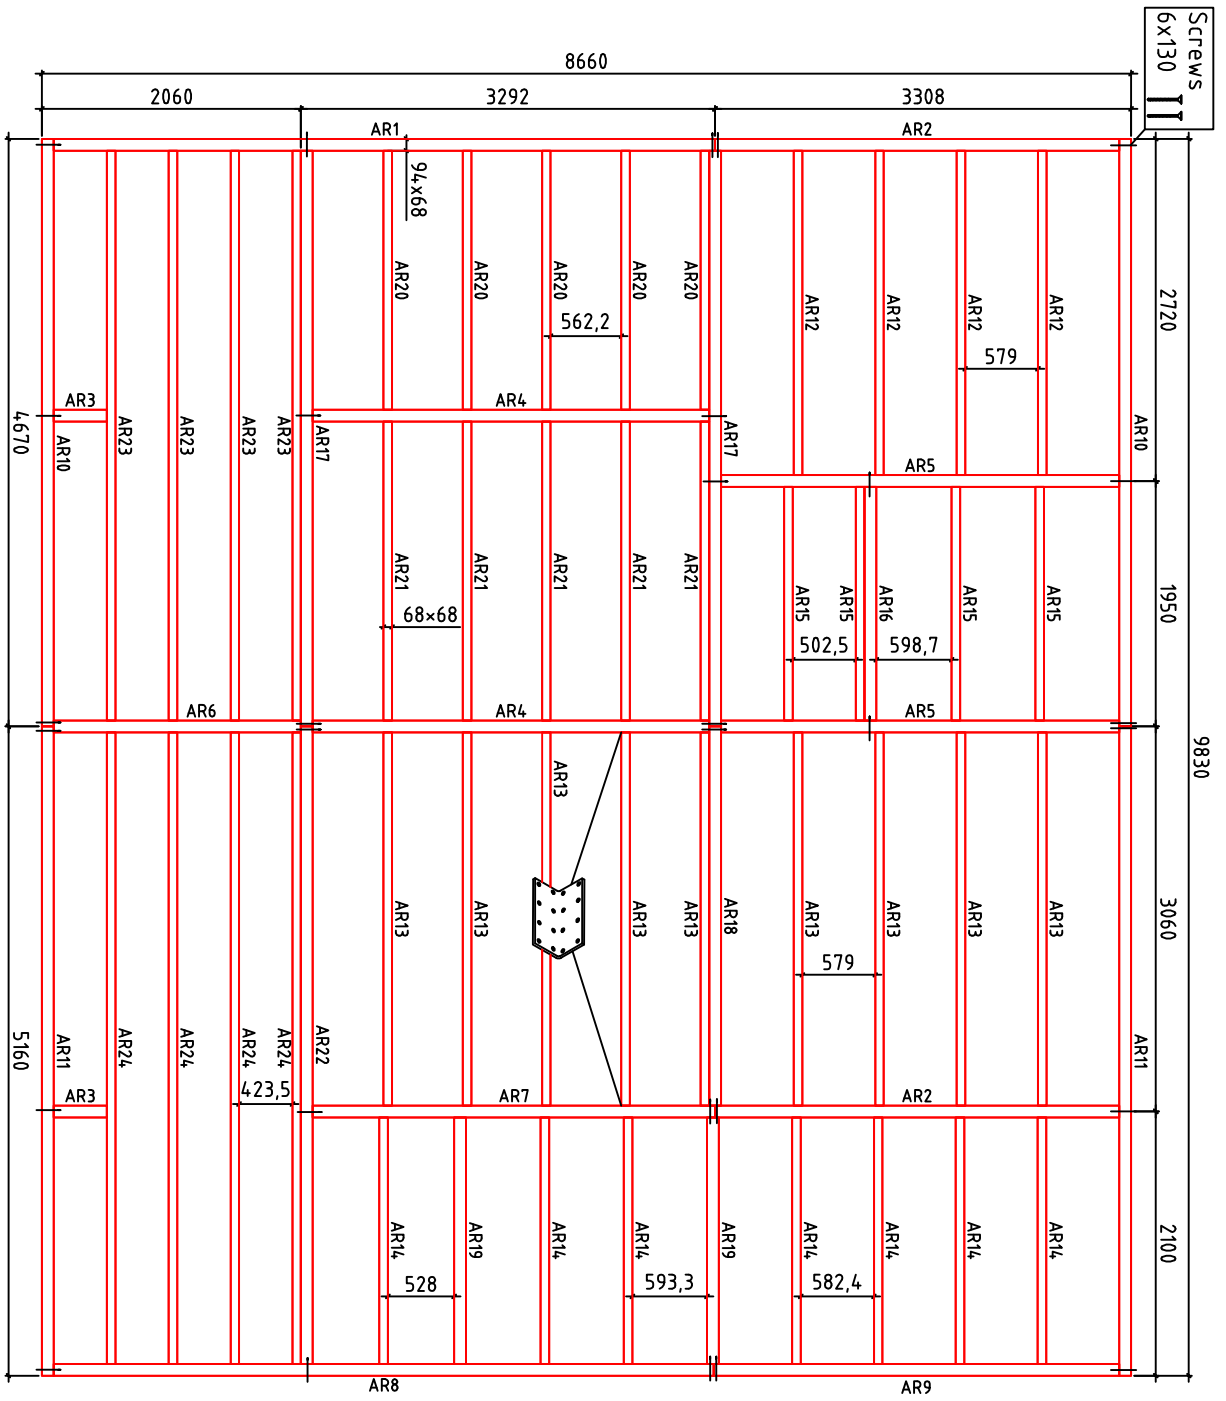 Screws
6x130
8660
2060
3292
3308
AR1
AR2
94x68
AR20
AR20
AR20
AR20
AR20
AR12
AR12
AR12
AR12
562,2
579
2720
AR3
AR4
AR5
AR10
AR23
AR23
AR23
AR23
AR17
AR17
AR10
4670
AR21
AR21
AR21
AR21
AR21
AR15
AR15
AR16
AR15
AR15
1950
68×68
502,5
598,7
AR6
AR4
AR5
9830
AR13
AR13
AR13
AR13
AR13
AR18
AR13
AR13
AR13
AR13
3060
579
AR11
AR24
AR24
AR24
AR24
AR22
AR11
5160
423,5
AR3
AR7
AR2
AR14
AR19
AR14
AR14
AR19
AR14
AR14
AR14
AR14
2100
528
593,3
582,4
AR8
AR9